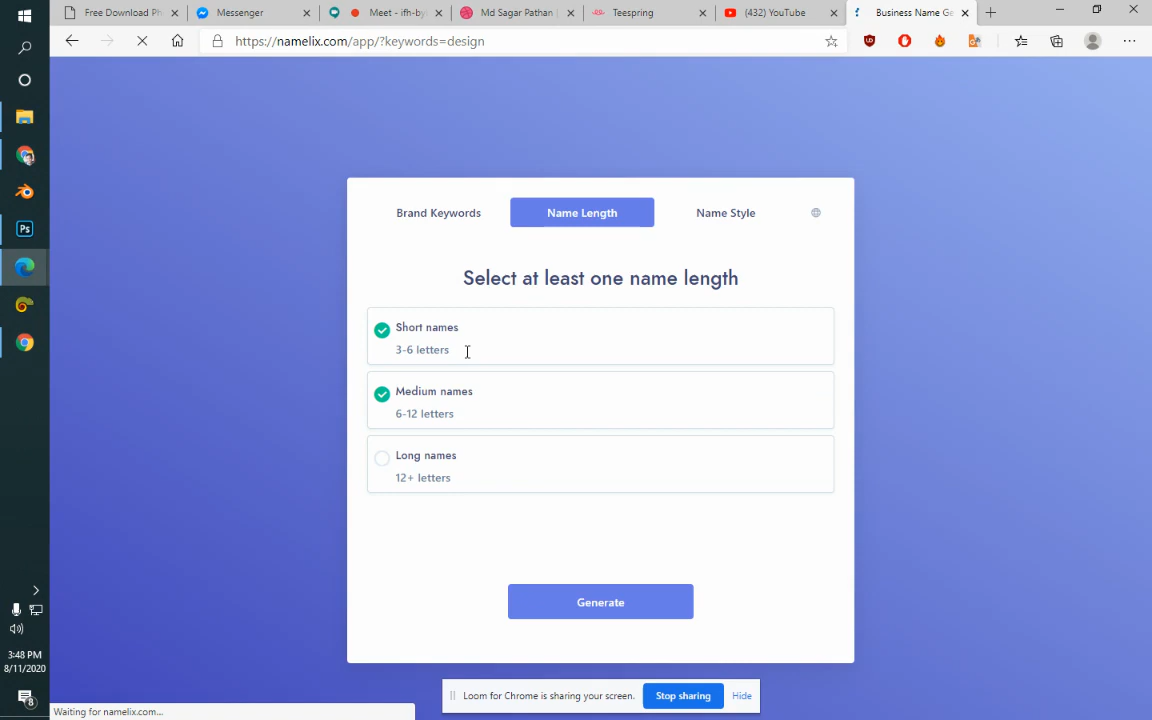 Free Download Ph
Messenger
Meet - ifh-by
Md Sagar Pathan |
Teespring
(432) YouTube
Business Name Ge
https://namelix.com/app/?keywords=design
Brand Keywords
Name Length
Name Style
Select at least one name length
Short names
3-6 letters
Medium names
6-12 letters
Long names
12+ letters
Generate
Ps
3:48 PM
8/11/2020
8
Loom for Chrome is sharing your screen.
Stop sharing
Hide
Waiting for namelix.com...